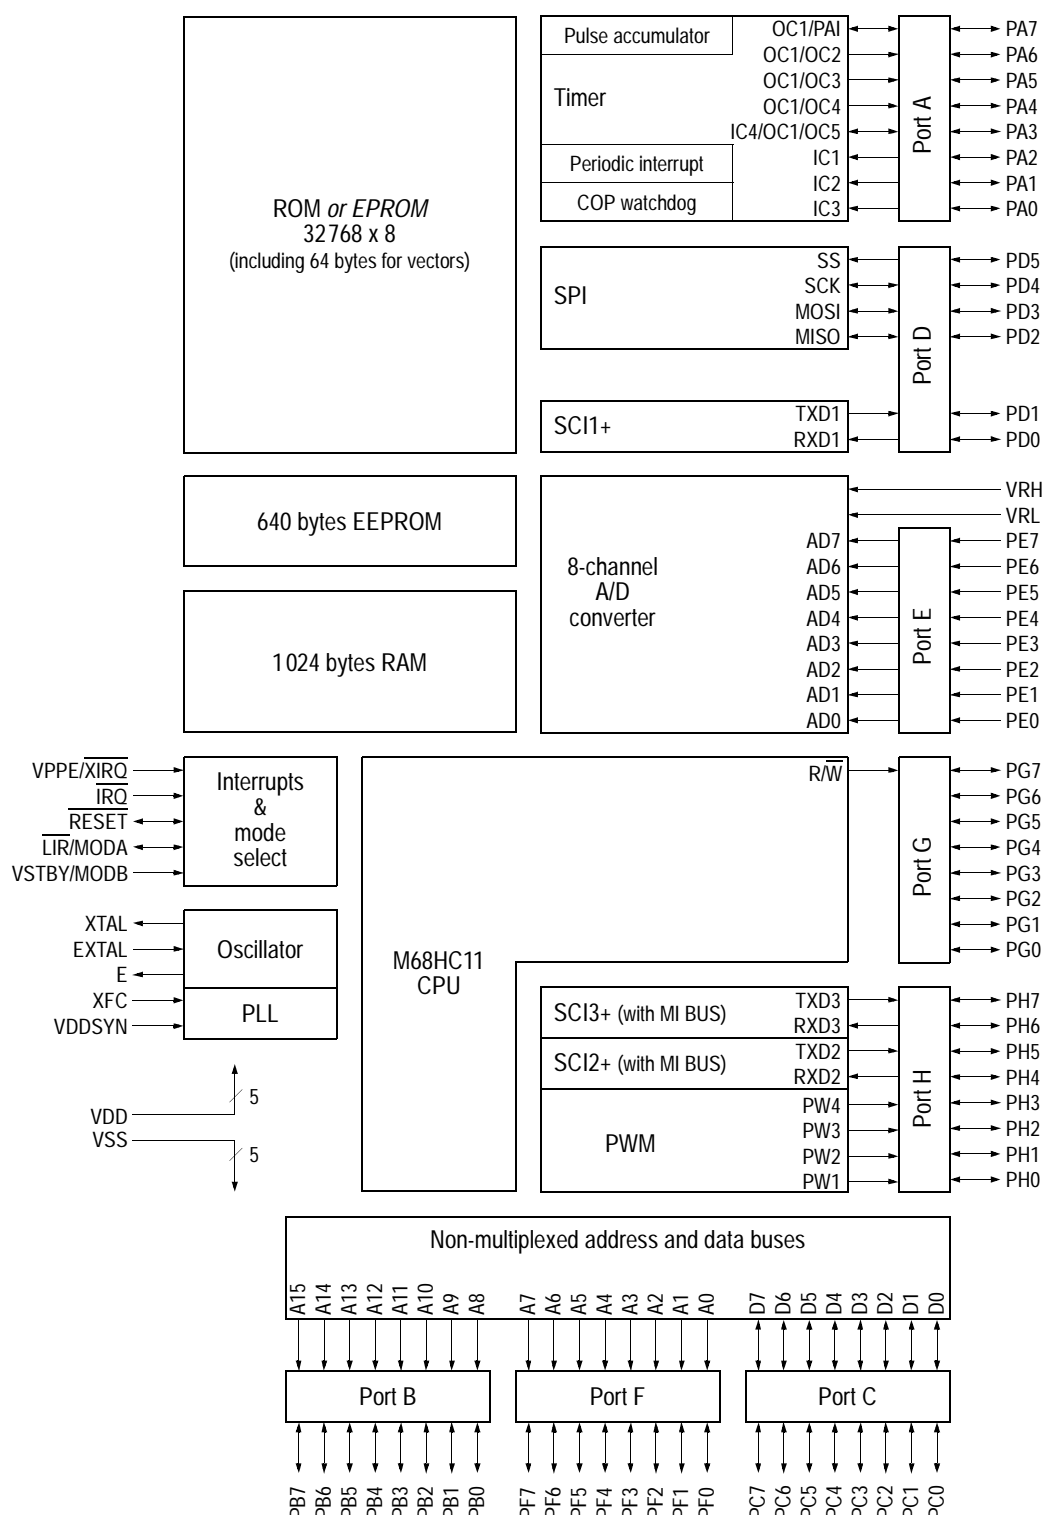 ROM or EPROM
32768 x 8
(including 64 bytes for vectors)
640 bytes EEPROM
1024 bytes RAM
Pulse accumulator
Timer
Periodic interrupt
COP watchdog
OC1/PAI
OC1/OC2
OC1/OC3
OC1/OC4
IC4/OC1/OC5
IC1
IC2
IC3
Port A
PA7
PA6
PA5
PA4
PA3
PA2
PA1
PA0
SPI
SS
SCK
MOSI
MISO
SCI1+
TXD1
RXD1
Port D
PD5
PD4
PD3
PD2
PD1
PD0
8-channel
A/D
converter
VRH
VRL
AD7
AD6
AD5
AD4
AD3
AD2
AD1
AD0
Port E
PE7
PE6
PE5
PE4
PE3
PE2
PE1
PE0
VPPE/XIRQ
IRQ
RESET
LIR/MODA
VSTBY/MODB
Interrupts
&
mode
select
XTAL
EXTAL
E
XFC
VDDSYN
Oscillator
PLL
VDD
VSS
5
5
M68HC11
CPU
R/W
Port G
PG7
PG6
PG5
PG4
PG3
PG2
PG1
PG0
SCI3+ (with MI BUS)
TXD3
RXD3
SCI2+ (with MI BUS)
TXD2
RXD2
PWM
PW4
PW3
PW2
PW1
Port H
PH7
PH6
PH5
PH4
PH3
PH2
PH1
PH0
Non-multiplexed address and data buses
A15
A14
A13
A12
A11
A10
A9
A8
A7
A6
A5
A4
A3
A2
A1
A0
D7
D6
D5
D4
D3
D2
D1
D0
Port B
Port F
Port C
PB7
PB6
PB5
PB4
PB3
PB2
PB1
PB0
PF7
PF6
PF5
PF4
PF3
PF2
PF1
PF0
PC7
PC6
PC5
PC4
PC3
PC2
PC1
PC0